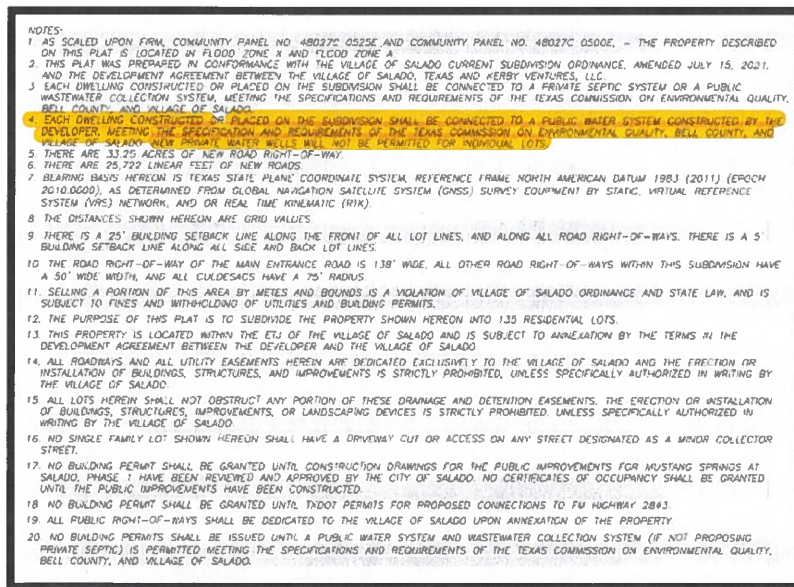 NOTES:
1. AS SCALED UPON FIRM, COMMUNITY PANEL NO 48027C 0525E AND COMMUNITY PANEL NO. 48027C 0500E, - THE PROPERTY DESCRIBED
ON THIS PLAT IS LOCATED IN FLOOD ZONE X AND FLOOD ZONE A
2. THIS PLAT WAS PREPARED IN CONFORMANCE WITH THE VILLAGE OF SALADO CURRENT SUBDIVISION ORDINANCE, AMENDED JULY 15, 2021.
AND THE DEVELOPMENT AGREEMENT BETWEEN THE VILLAGE OF SALADO, TEXAS AND KERBY VENTURES, LLC.
3 EACH DWELLING CONSTRUCTED OR PLACED ON THE SUBDIVISION SHALL BE CONNECTED TO A PRIVATE SEPTIC SYSTEM OR A PUBLIC
WASTEWATER COLLECTION SYSTEM, MEETING THE SPECIFICATIONS AND REQUIREMENTS OF THE TEXAS COMMISSION ON ENVIRONMENTAL QUALITY,
BELL COUNTY, AND VILLAGE OF SALADO.
4. EACH DWELLING CONSTRUCTED OR PLACED ON THE SUBDIVISION SHALL BE CONNECTED TO A PUBLIC WATER SYSTEM CONSTRUCTED BY THE
DEVELOPER, MEETING THE SPECIFICATION AND REQUIREMENTS OF THE TEXAS COMMISSION ON ENVIRONMENTAL QUALITY, BELL COUNTY, AND
VILLAGE OF SALADO NEW PRIVATE WATER WELLS WILL NOT BE PERMITTED FOR INDIVIDUAL LOTS.
5. THERE ARE 33.25 ACRES OF NEW ROAD RIGHT-OF-WAY.
6. THERE ARE 25,722 LINEAR FEET OF NEW ROADS.
7. BEARING BASIS HEREON IS TEXAS STATE PLANE COORDINATE SYSTEM, REFERENCE FRAME NORTH AMERICAN DATUM 1983 (2011) (EPOCH
2010.0000), AS DETERMINED FROM GLOBAL NAVIGATION SATELLITE SYSTEM (GNSS) SURVEY EQUIPMENT BY STATIC, VIRTUAL REFERENCE
SYSTEM (VRS) NETWORK, AND OR REAL TIME KINEMATIC (RTK).
8 THE DISTANCES SHOWN HEREON ARE GRID VALUES
9. THERE IS A 25' BUILDING SETBACK LINE ALONG THE FRONT OF ALL LOT LINES, AND ALONG ALL ROAD RIGHT-OF-WAYS. THERE IS A 5'
BUILDING SETBACK LINE ALONG ALL SIDE AND BACK LOT LINES.
10 THE ROAD RIGHT-OF-WAY OF THE MAIN ENTRANCE ROAD IS 138' WIDE, ALL OTHER ROAD RIGHT-OF-WAYS WITHIN THIS SUBDIVISION HAVE
A 50' WIDE WIDTH, AND ALL CULDESACS HAVE A 75' RADIUS.
11. SELLING A PORTION OF THIS AREA BY METES AND BOUNDS IS A VIOLATION OF VILLAGE OF SALADO ORDINANCE AND STATE LAW, AND IS
SUBJECT TO FINES AND WITHHOLDING OF UTILITIES AND BUILDING PERMITS.
12. THE PURPOSE OF THIS PLAT IS TO SUBDIVIDE THE PROPERTY SHOWN HEREON INTO 135 RESIDENTIAL LOTS.
13. THIS PROPERTY IS LOCATED WITHIN THE ETJ OF THE VILLAGE OF SALADO AND IS SUBJECT TO ANNEXATION BY THE TERMS IN THE
DEVELOPMENT AGREEMENT BETWEEN THE DEVELOPER AND THE VILLAGE OF SALADO
14. ALL ROADWAYS AND ALL UTILITY EASEMENTS HEREIN ARE DEDICATED EXCLUSIVELY TO THE VILLAGE OF SALADO AND THE ERECTION OR
INSTALLATION OF BUILDINGS, STRUCTURES, AND IMPROVEMENTS IS STRICTLY PROHIBITED, UNLESS SPECIFICALLY AUTHORIZED IN WRITING BY
THE VILLAGE OF SALADO.
15 ALL LOTS HEREIN SHALL NOT OBSTRUCT ANY PORTION OF THESE DRAINAGE AND DETENTION EASEMENTS. THE ERECTION OR INSTALLATION
OF BUILDINGS, STRUCTURES, IMPROVEMENTS, OR LANDSCAPING DEVICES IS STRICTLY PROHIBITED. UNLESS SPECIFICALLY AUTHORIZED IN
WRITING BY THE VILLAGE OF SALADO.
16. NO SINGLE FAMILY LOT SHOWN HEREON SHALL HAVE A DRIVEWAY CUT OR ACCESS ON ANY STREET DESIGNATED AS A MINOR COLLECTOR
STREET.
17. NO BUILDING PERMIT SHALL BE GRANTED UNTIL CONSTRUCTION DRAWINGS FOR THE PUBLIC IMPROVEMENTS FOR MUSTANG SPRINGS AT
SALADO, PHASE 1 HAVE BEEN REVIEWED AND APPROVED BY THE CITY OF SALADO. NO CERTIFICATES OF OCCUPANCY SHALL BE GRANTED
UNTIL THE PUBLIC IMPROVEMENTS HAVE BEEN CONSTRUCTED.
18 NO BUILDING PERMIT SHALL BE GRANTED UNTIL TXDOT PERMITS FOR PROPOSED CONNECTIONS TO FM HIGHWAY 2843.
19. ALL PUBLIC RIGHT-OF-WAYS SHALL BE DEDICATED TO THE VILLAGE OF SALADO UPON ANNEXATION OF THE PROPERTY
20 NO BUILDING PERMITS SHALL BE ISSUED UNTIL A PUBLIC WATER SYSTEM AND WASTEWATER COLLECTION SYSTEM (IF NOT PROPOSING
PRIVATE SEPTIC) IS PERMITTED MEETING THE SPECIFICATIONS AND REQUIREMENTS OF THE TEXAS COMMISSION ON ENVIRONMENTAL QUALITY,
BELL COUNTY, AND VILLAGE OF SALADO.